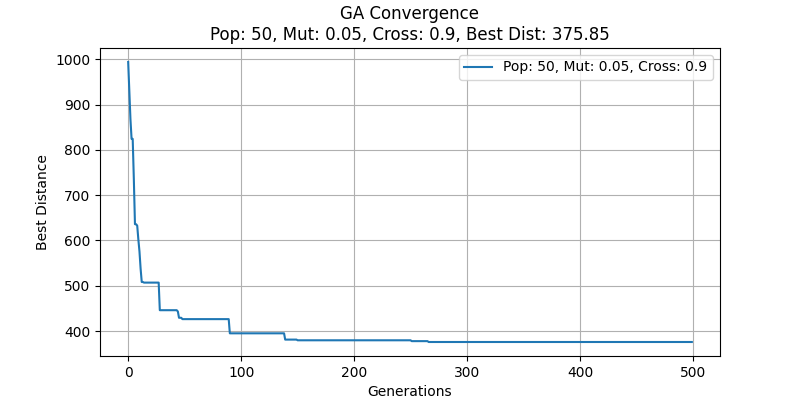 GA Convergence
Pop: 50, Mut: 0.05, Cross: 0.9, Best Dist: 375.85
Pop: 50, Mut: 0.05, Cross: 0.9
1000
900
800
700
600
500
400
Best Distance
0 100 200 300 400 500
Generations